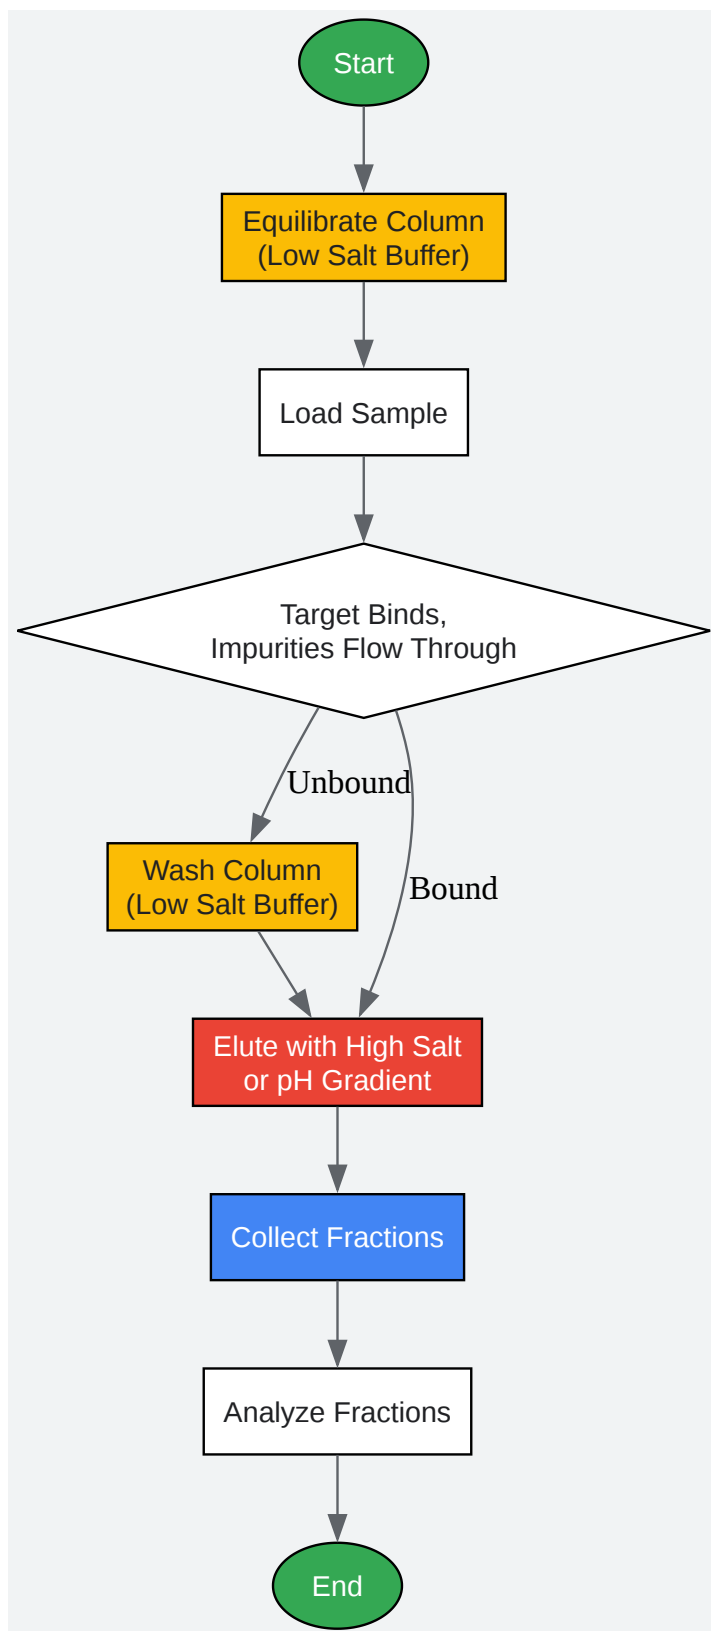 Start
Equilibrate Column
(Low Salt Buffer)
Load Sample
Target Binds,
Impurities Flow Through
Unbound
Wash Column
(Low Salt Buffer)
Bound
Elute with High Salt
or pH Gradient
Collect Fractions
Analyze Fractions
End